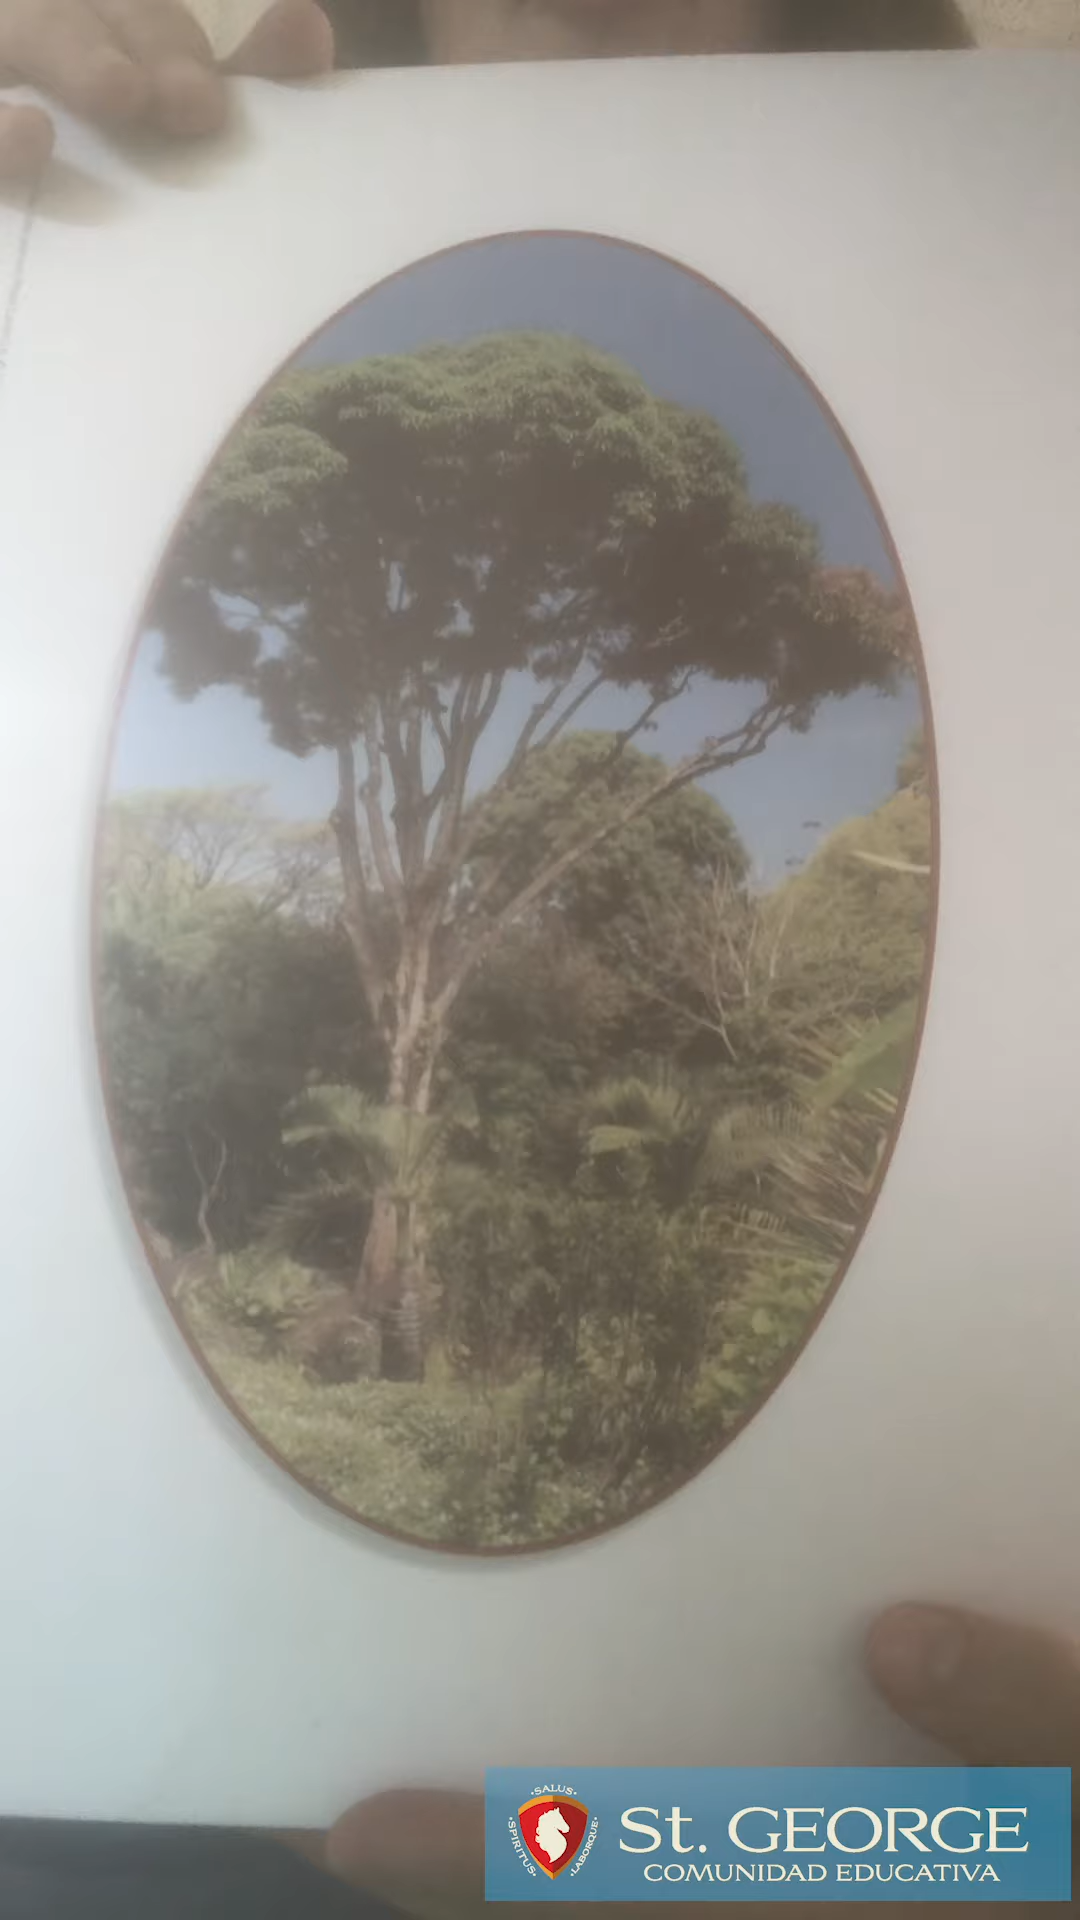 ·SALUS·
SPIRITUS·
·LABORQUE·
St. GEORGE
COMUNIDAD EDUCATIVA